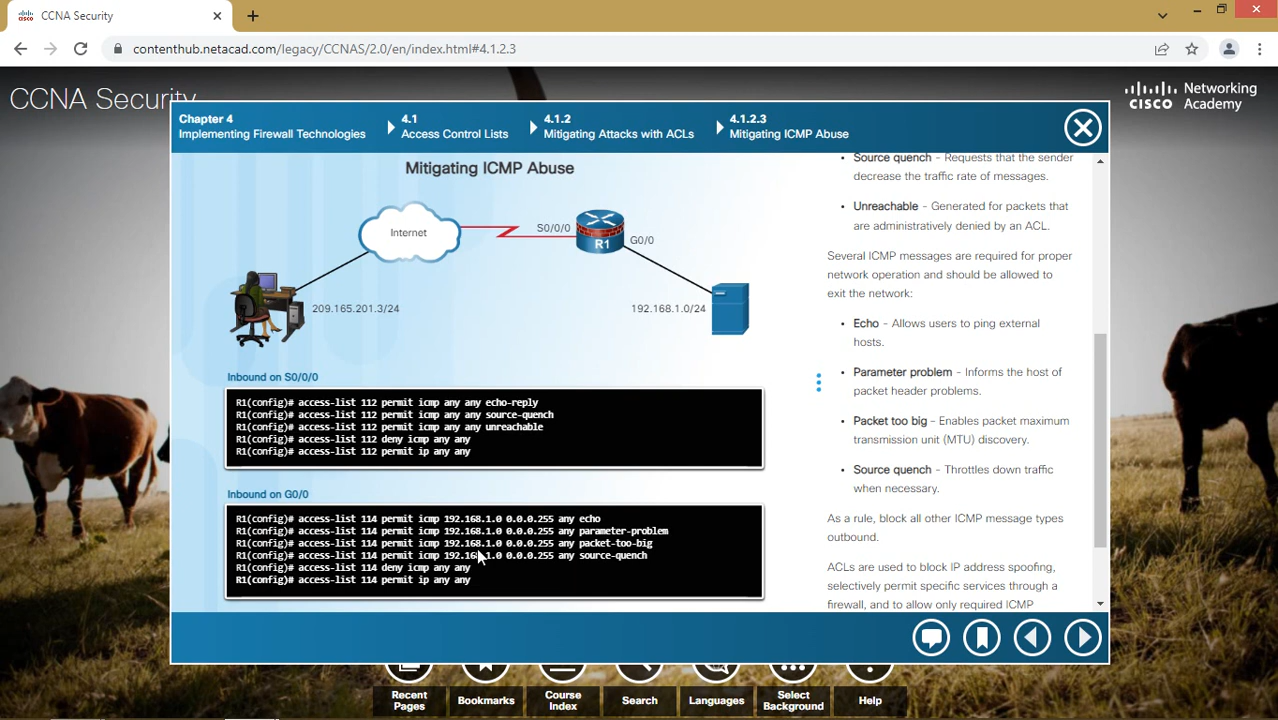 CCNA Security
contenthub.netacad.com/legacy/CCNAS/2.0/en/index.html#4.1.2.3
CCNA Security
Networking
CISCO Academy
Chapter 4
Implementing Firewall Technologies
4.1
Access Control Lists
4.1.2
Mitigating Attacks with ACLs
4.1.2.3
Mitigating ICMP Abuse
Mitigating ICMP Abuse
Internet
S0/0/0
R1
G0/0
209.165.201.3/24
192.168.1.0/24
Inbound on S0/0/0
R1(config)# access-list 112 permit icmp any any echo-reply
R1(config)# access-list 112 permit icmp any any source-quench
R1(config)# access-list 112 permit icmp any any unreachable
R1(config)# access-list 112 deny icmp any any
R1(config)# access-list 112 permit ip any any
Inbound on G0/0
R1(config)# access-list 114 permit icmp 192.168.1.0 0.0.0.255 any echo
R1(config)# access-list 114 permit icmp 192.168.1.0 0.0.0.255 any parameter-problem
R1(config)# access-list 114 permit icmp 192.168.1.0 0.0.0.255 any packet-too-big
R1(config)# access-list 114 permit icmp 192.168.1.0 0.0.0.255 any source-quench
R1(config)# access-list 114 deny icmp any any
R1(config)# access-list 114 permit ip any any
• Source quench - Requests that the sender
decrease the traffic rate of messages.
• Unreachable - Generated for packets that
are administratively denied by an ACL.
Several ICMP messages are required for proper
network operation and should be allowed to
exit the network:
• Echo - Allows users to ping external
hosts.
• Parameter problem - Informs the host of
packet header problems.
• Packet too big - Enables packet maximum
transmission unit (MTU) discovery.
• Source quench - Throttles down traffic
when necessary.
As a rule, block all other ICMP message types
outbound.
ACLs are used to block IP address spoofing,
selectively permit specific services through a
firewall, and to allow only required ICMP
Recent
Pages
Bookmarks
Course
Index
Search
Languages
Select
Background
Help